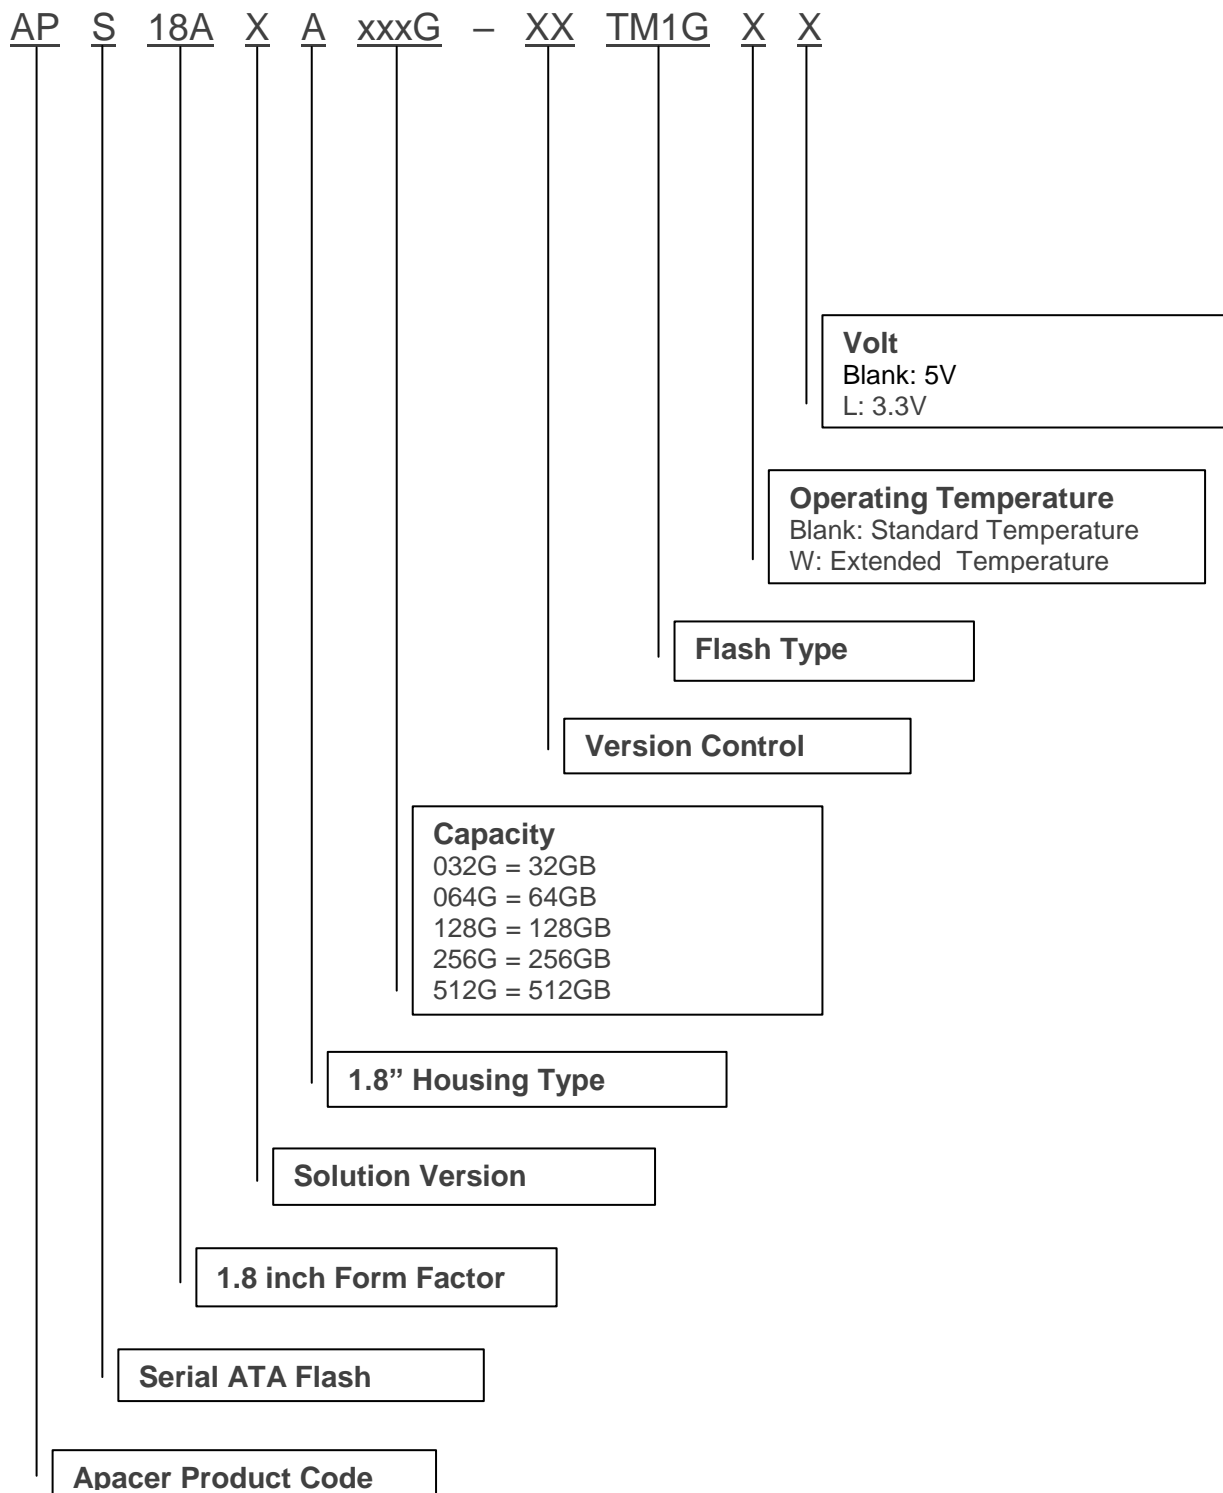 AP S 18A X A xxxG – XX TM1G X X
Volt
Blank: 5V
L: 3.3V
Operating Temperature
Blank: Standard Temperature
W: Extended Temperature
Flash Type
Version Control
Capacity
032G = 32GB
064G = 64GB
128G = 128GB
256G = 256GB
512G = 512GB
1.8” Housing Type
Solution Version
1.8 inch Form Factor
Serial ATA Flash
Apacer Product Code